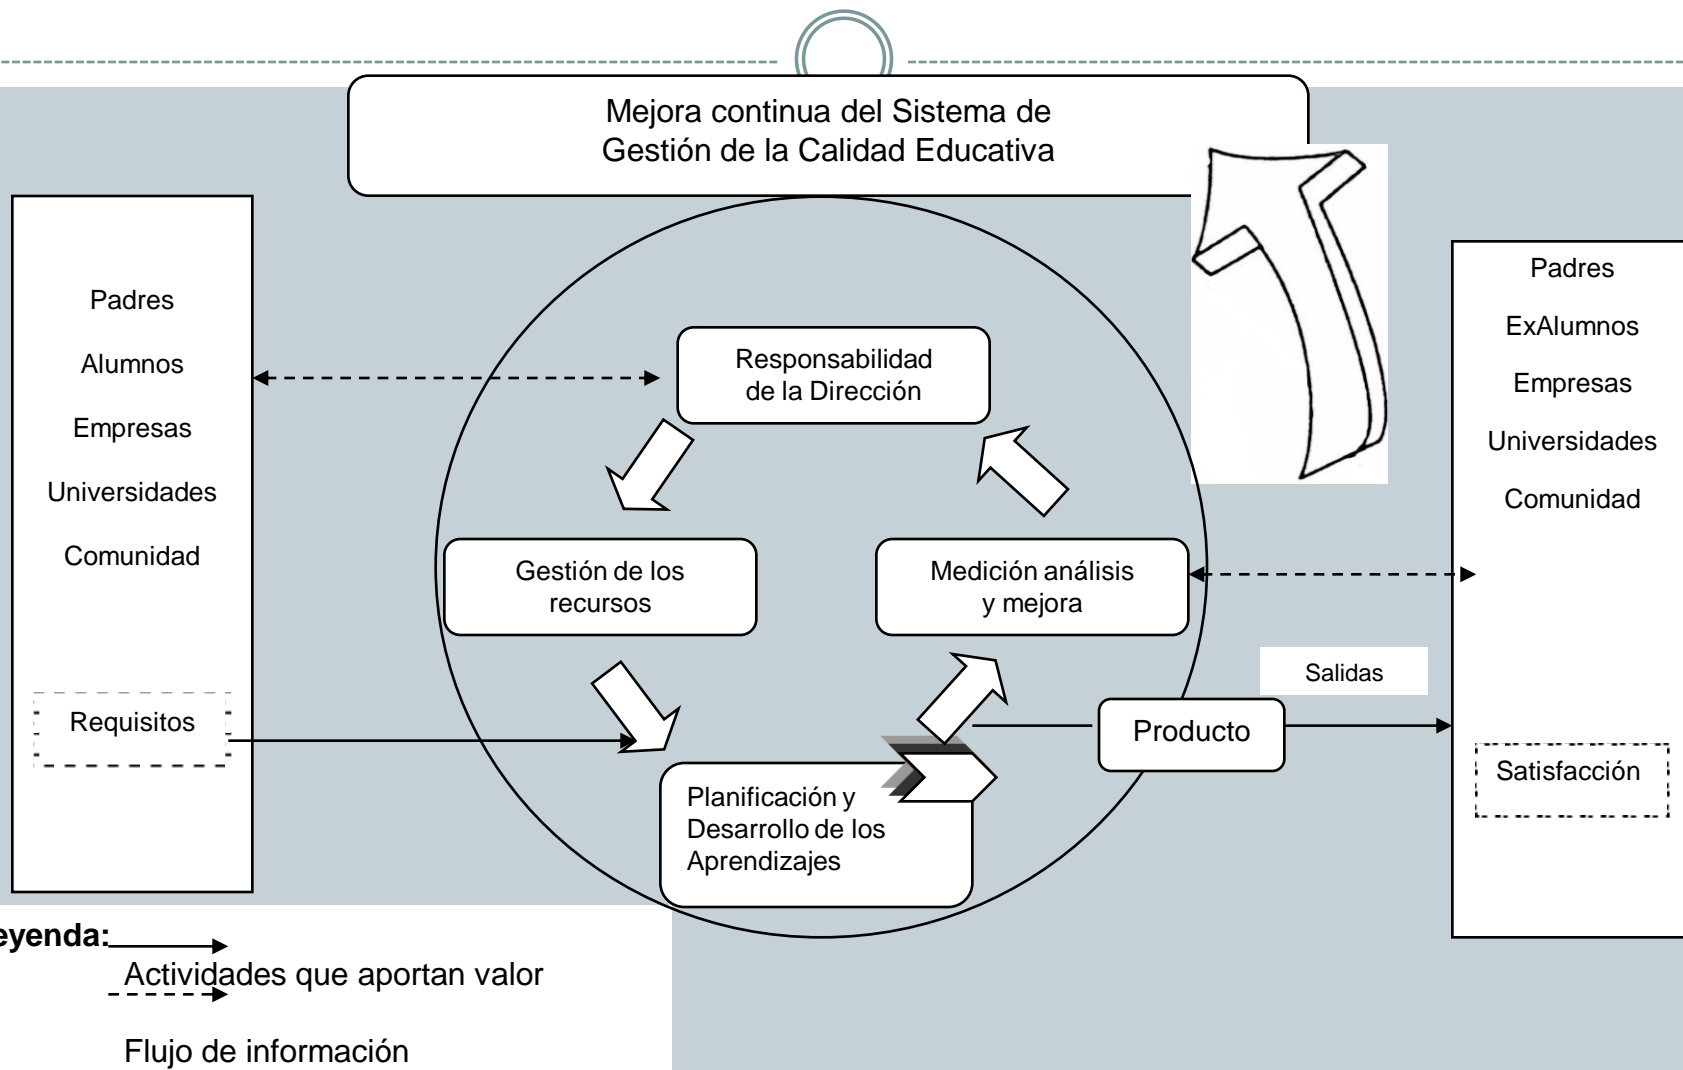 Mejora continua del Sistema de
Gestión de la Calidad Educativa
Padres
Alumnos
Empresas
Universidades
Comunidad
Requisitos
Responsabilidad
de la Dirección
Gestión de los
recursos
Medición análisis
y mejora
Planificación y
Desarrollo de los
Aprendizajes
Producto
Salidas
Padres
ExAlumnos
Empresas
Universidades
Comunidad
Satisfacción
eyenda:
Actividades que aportan valor
Flujo de información